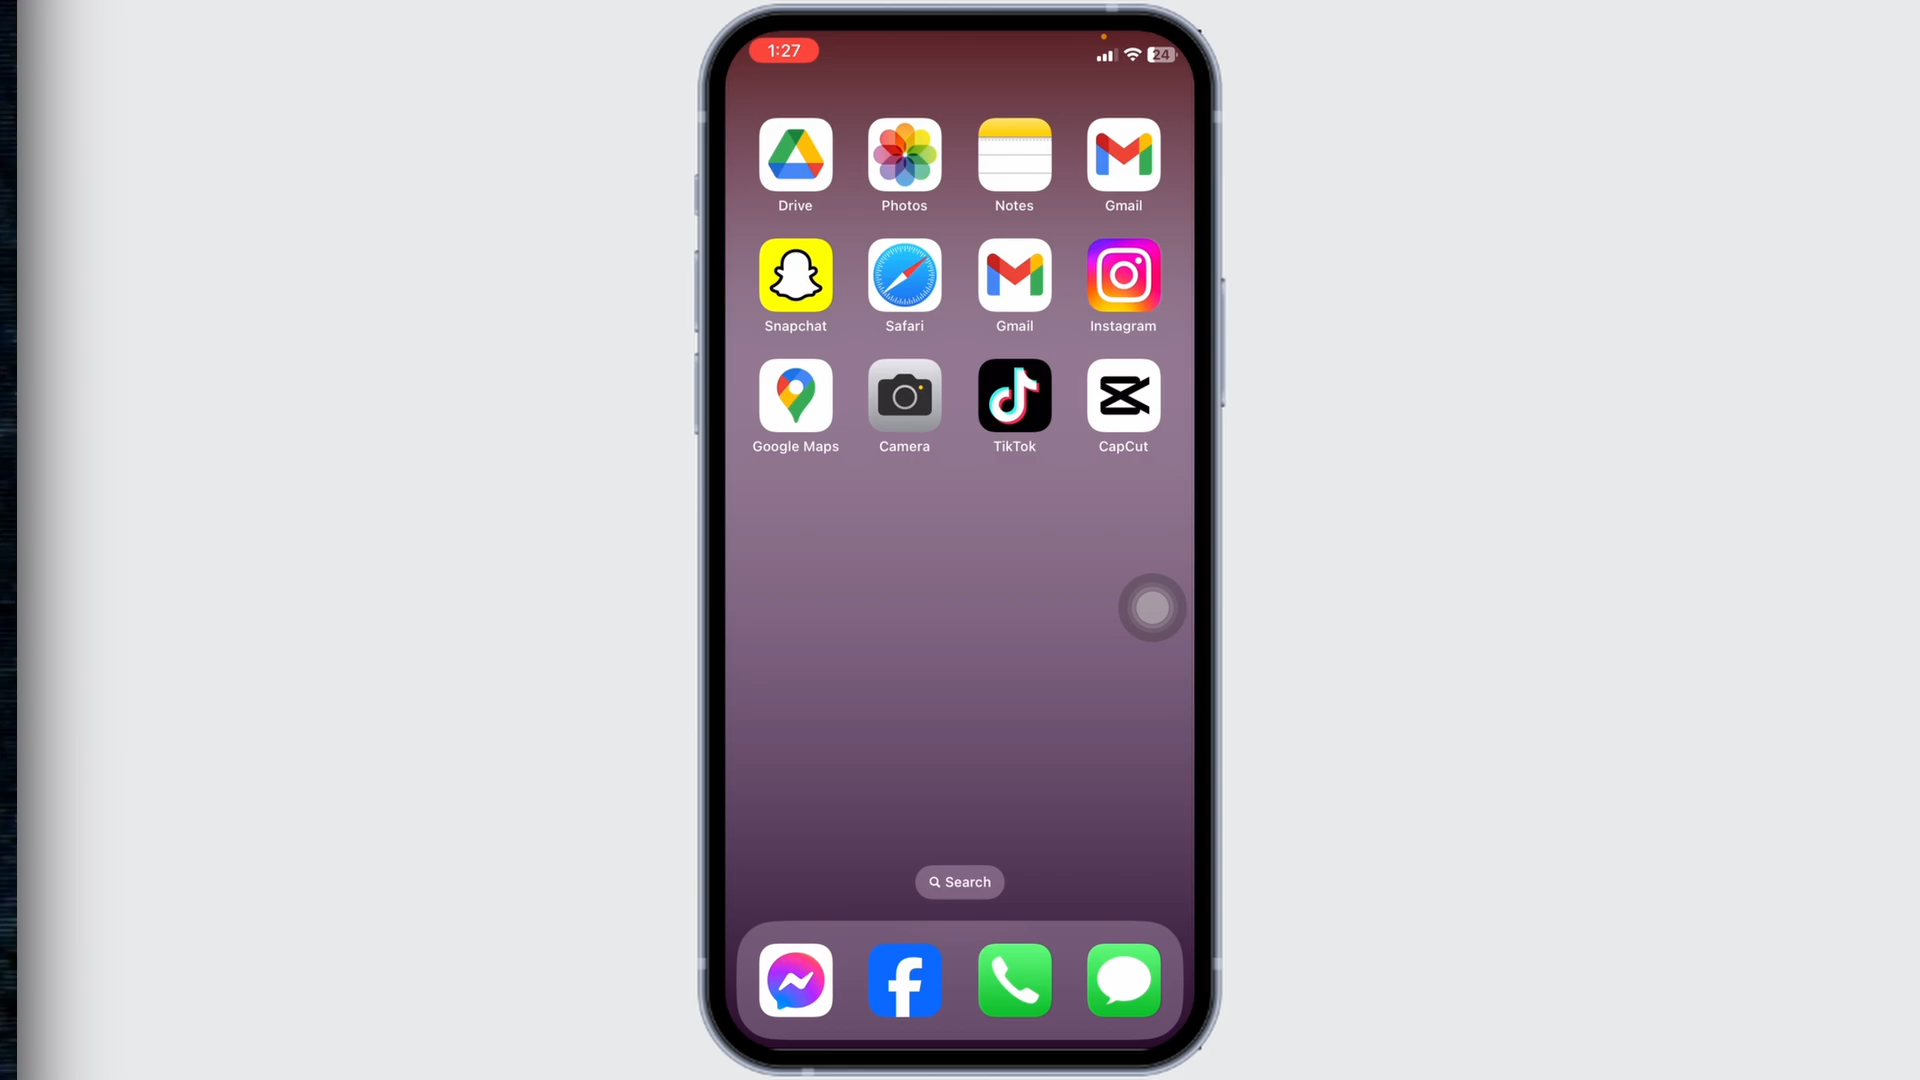 1:27
24
Drive Photos Notes Gmail
Snapchat Safari Gmail Instagram
Google Maps Camera TikTok CapCut
Search